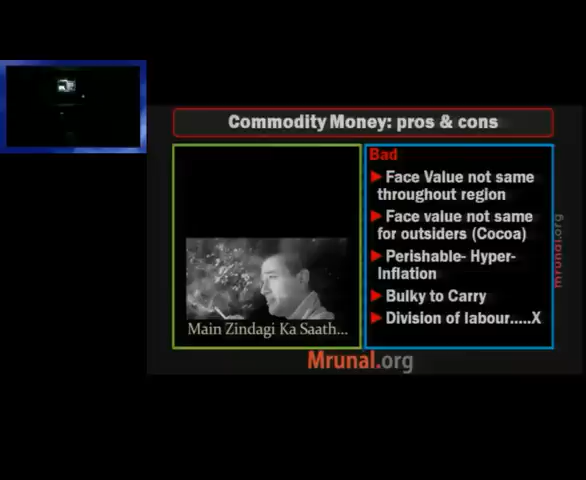 Commodity Money: pros & cons
Main Zindagi Ka Saath...
Bad
Face Value not same
throughout region
Face value not same
for outsiders (Cocoa)
Perishable- Hyper-
Inflation
Bulky to Carry
Division of labour.....X
mrunal.org
Mrunal.org